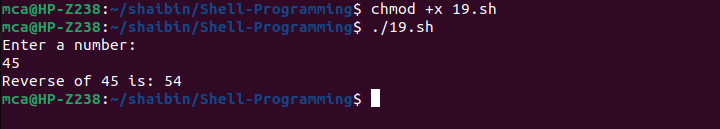 mca@HP-Z238:~/shaibin/Shell-Programming$ chmod +x 19.sh
mca@HP-Z238:~/shaibin/Shell-Programming$ ./19.sh
Enter a number:
45
Reverse of 45 is: 54
mca@HP-Z238:~/shaibin/Shell-Programming$